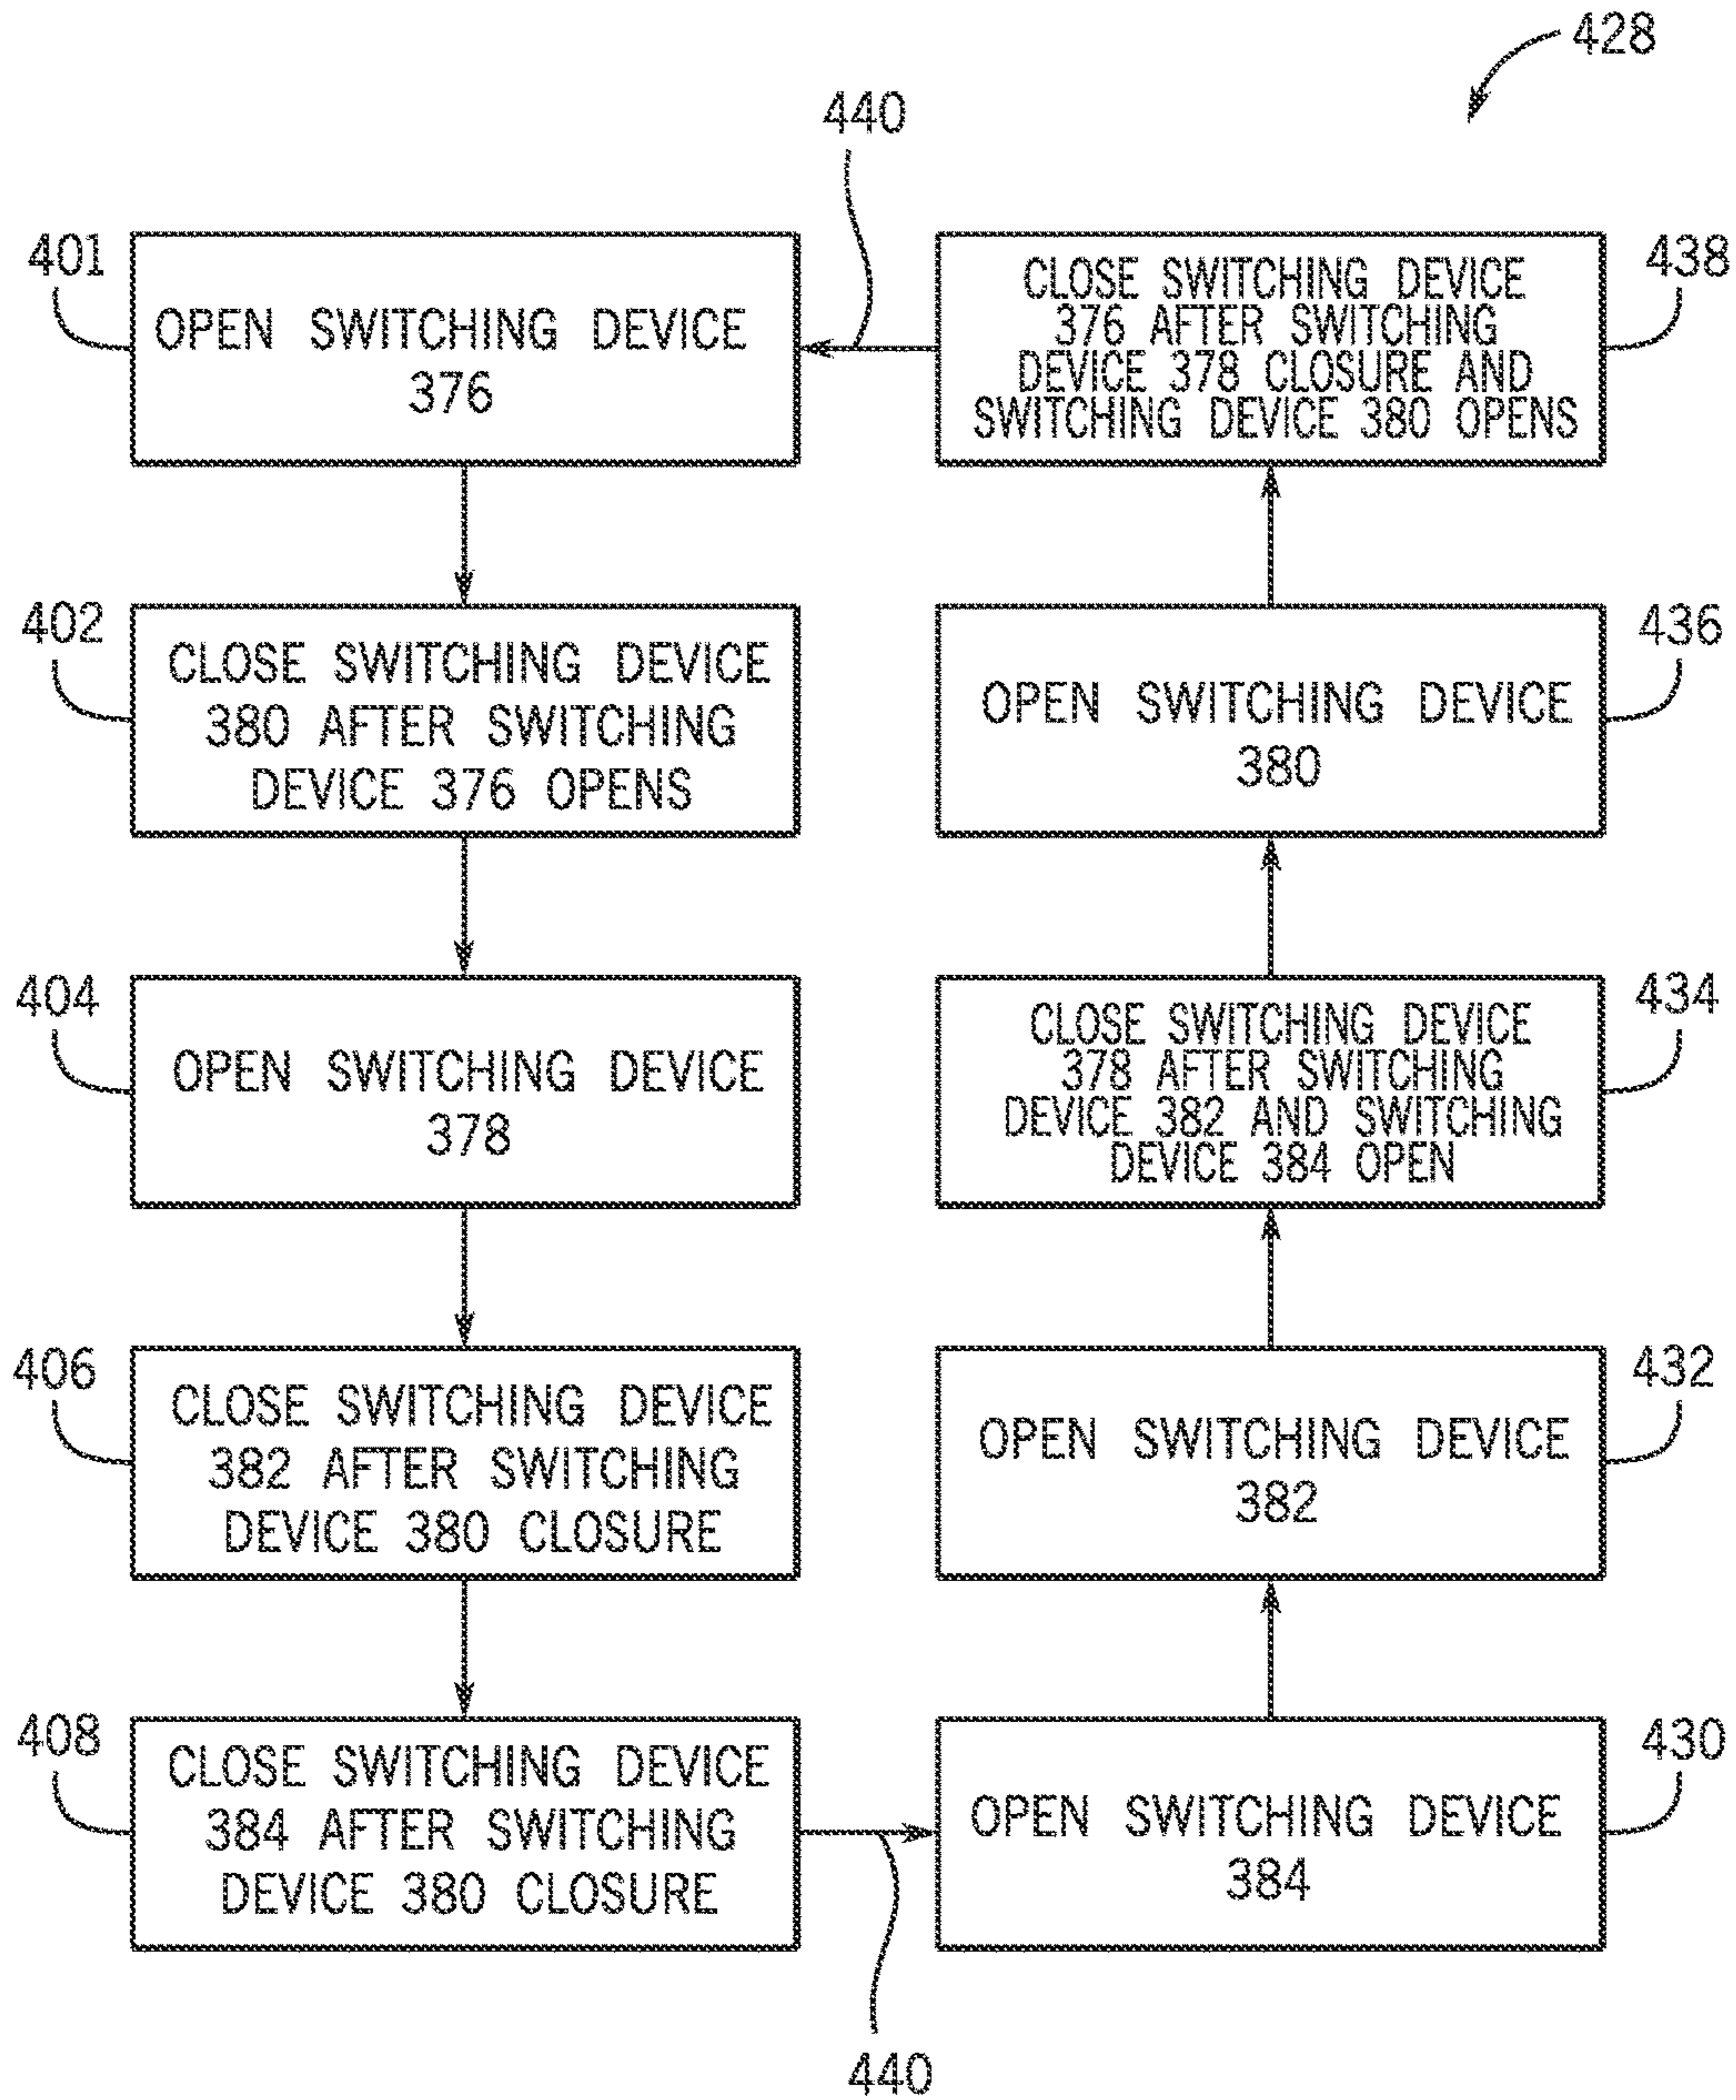 428
440
401
OPEN SWITCHING DEVICE
376
438
CLOSE SWITCHING DEVICE
376 AFTER SWITCHING
DEVICE 378 CLOSURE AND
SWITCHING DEVICE 380 OPENS
402
CLOSE SWITCHING DEVICE
380 AFTER SWITCHING
DEVICE 376 OPENS
436
OPEN SWITCHING DEVICE
380
404
OPEN SWITCHING DEVICE
378
434
CLOSE SWITCHING DEVICE
378 AFTER SWITCHING
DEVICE 382 AND SWITCHING
DEVICE 384 OPEN
406
CLOSE SWITCHING DEVICE
382 AFTER SWITCHING
DEVICE 380 CLOSURE
432
OPEN SWITCHING DEVICE
382
408
CLOSE SWITCHING DEVICE
384 AFTER SWITCHING
DEVICE 380 CLOSURE
430
OPEN SWITCHING DEVICE
384
440